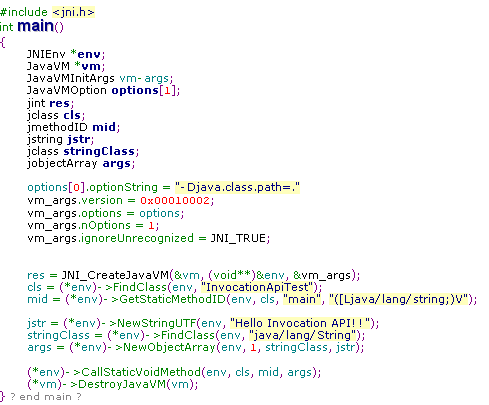 #include <jni.h>
int main()
{
JNIEnv *env;
JavaVM *vm;
JavaVMInitArgs vm-args;
JavaVMOption options[1];
jint res;
jclass cls;
jmethodID mid;
jstring jstr;
jclass stringClass;
jobjectArray args;
options[0].optionString = "-Djava.class.path=."
vm_args.version = 0x00010002;
vm_args.options = options;
vm_args.nOptions = 1;
vm_args.ignoreUnrecognized = JNI_TRUE;
res = JNI_CreateJavaVM(&vm, (void**)&env, &vm_args);
cls = (*env)->FindClass(env, "InvocationApiTest");
mid = (*env)->GetStaticMethodID(env, cls, "main", "([Ljava/lang/string;)V");
jstr = (*env)->NewStringUTF(env, "Hello Invocation API!!");
stringClass = (*env)->FindClass(env, "java/lang/String");
args = (*env)->NewObjectArray(env, 1, stringClass, jstr);
(*env)->CallStaticVoidMethod(env, cls, mid, args);
(*vm)->DestroyJavaVM(vm);
} ? end main ?